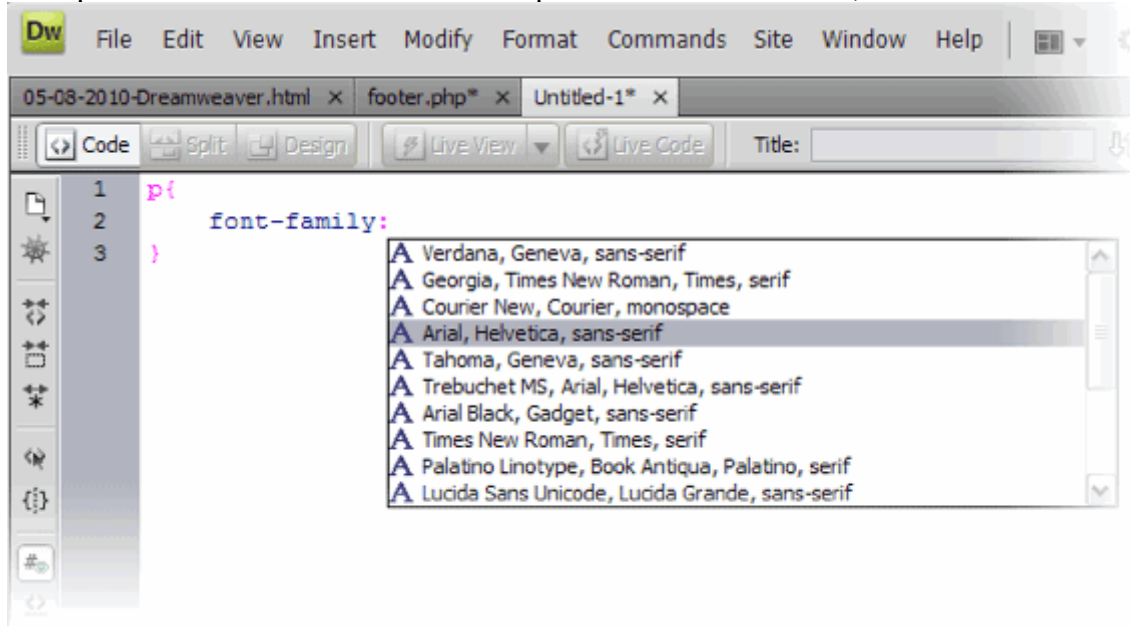 Dw File Edit View Insert Modify Format Commands Site Window Help
05-08-2010-Dreamweaver.html × footer.php* × Untitled-1* ×
Code Split Design Live View Live Code Title:
1 p{
2 font-family:
3 }
A Verdana, Geneva, sans-serif
A Georgia, Times New Roman, Times, serif
A Courier New, Courier, monospace
A Arial, Helvetica, sans-serif
A Tahoma, Geneva, sans-serif
A Trebuchet MS, Arial, Helvetica, sans-serif
A Arial Black, Gadget, sans-serif
A Times New Roman, Times, serif
A Palatino Linotype, Book Antiqua, Palatino, serif
A Lucida Sans Unicode, Lucida Grande, sans-serif